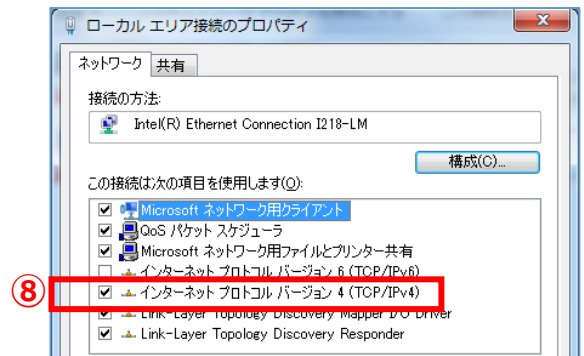 ローカル エリア接続のプロパティ
ネットワーク 共有
接続の方法:
Intel(R) Ethernet Connection I218-LM
構成(C)...
この接続は次の項目を使用します(O):
Microsoft ネットワーク用クライアント
QoS パケット スケジューラ
Microsoft ネットワーク用ファイルとプリンター共有
インターネット プロトコル バージョン 6 (TCP/IPv6)
⑧ インターネット プロトコル バージョン 4 (TCP/IPv4)
Link-Layer Topology Discovery Mapper I/O Driver
Link-Layer Topology Discovery Responder